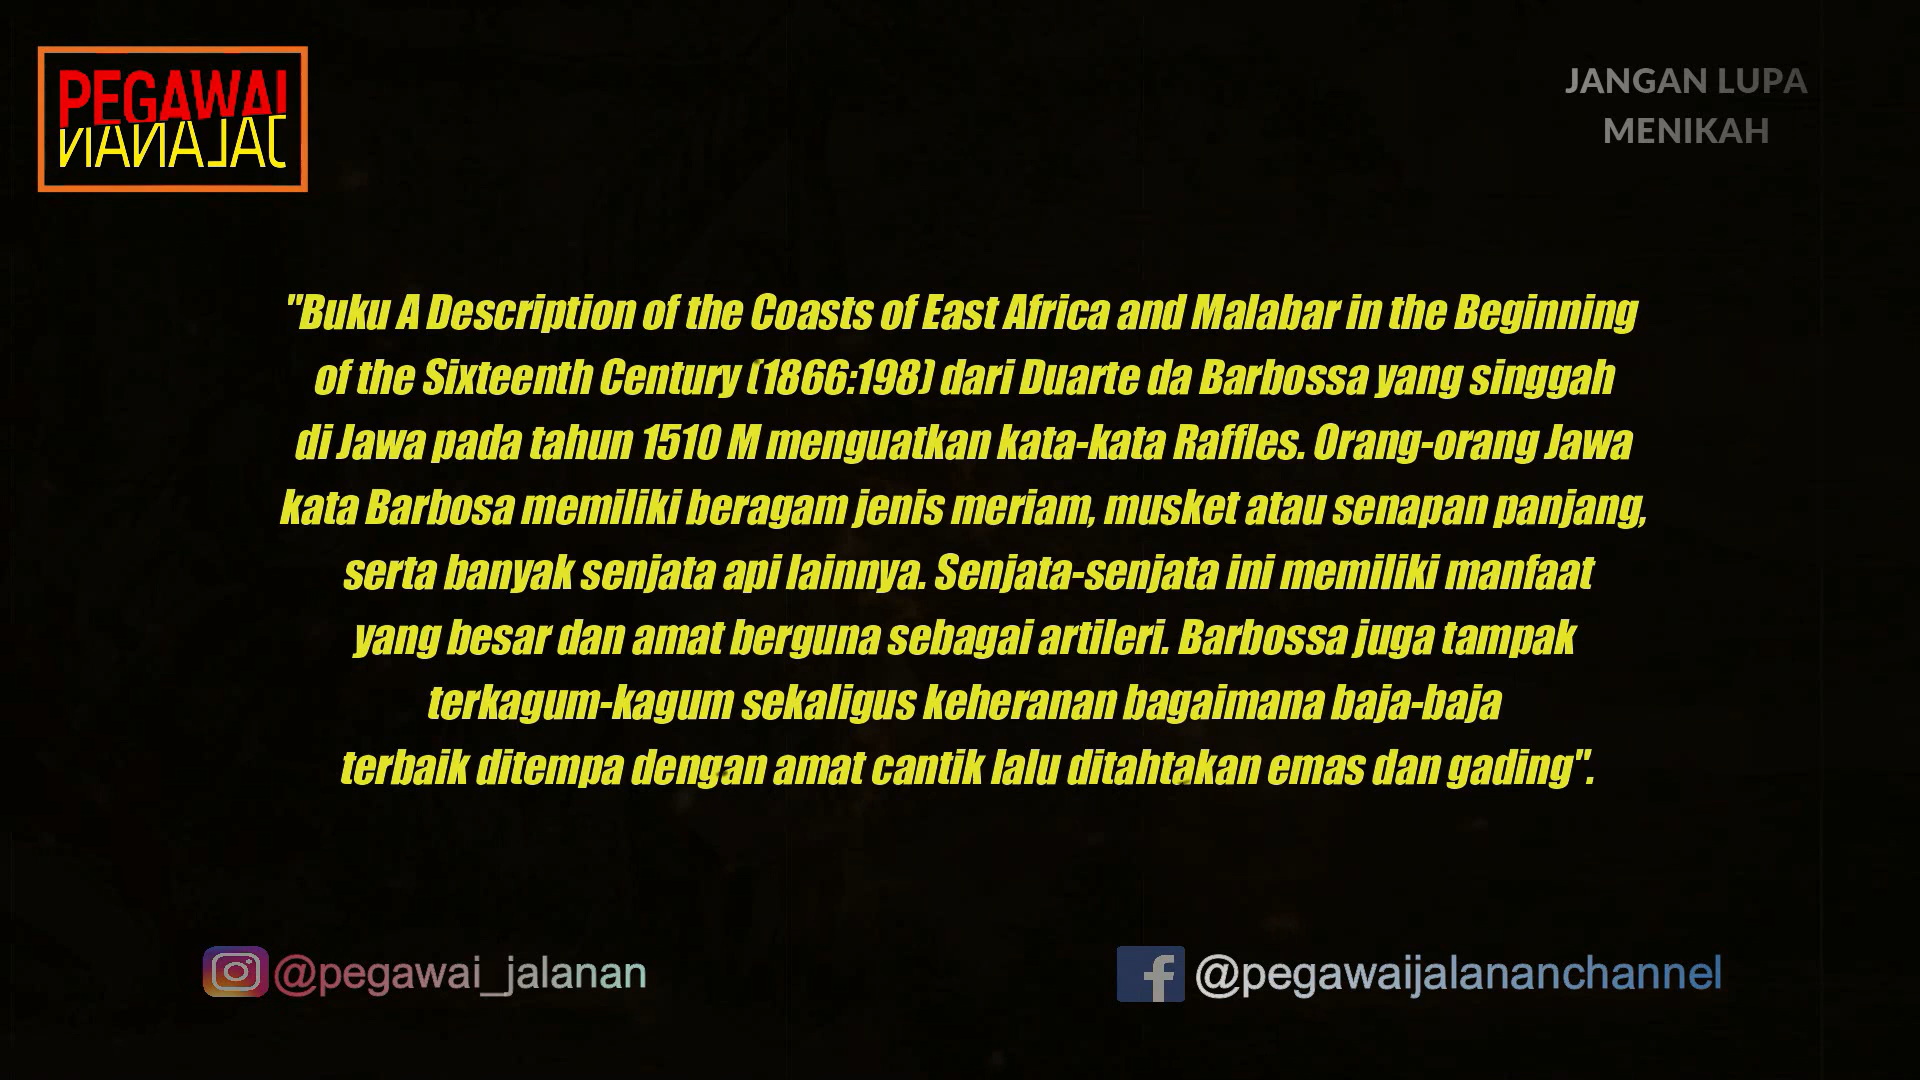 PEGAWAI
JALANAN
JANGAN LUPA
MENIKAH
"Buku A Description of the Coasts of East Africa and Malabar in the Beginning
of the Sixteenth Century (1866:198) dari Duarte da Barbossa yang singgah
di Jawa pada tahun 1510 M menguatkan kata-kata Raffles. Orang-orang Jawa
kata Barbosa memiliki beragam jenis meriam, musket atau senapan panjang,
serta banyak senjata api lainnya. Senjata-senjata ini memiliki manfaat
yang besar dan amat berguna sebagai artileri. Barbossa juga tampak
terkagum-kagum sekaligus keheranan bagaimana baja-baja
terbaik ditempa dengan amat cantik lalu ditahtakan emas dan gading".
@pegawai_jalanan
@pegawaijalananchannel